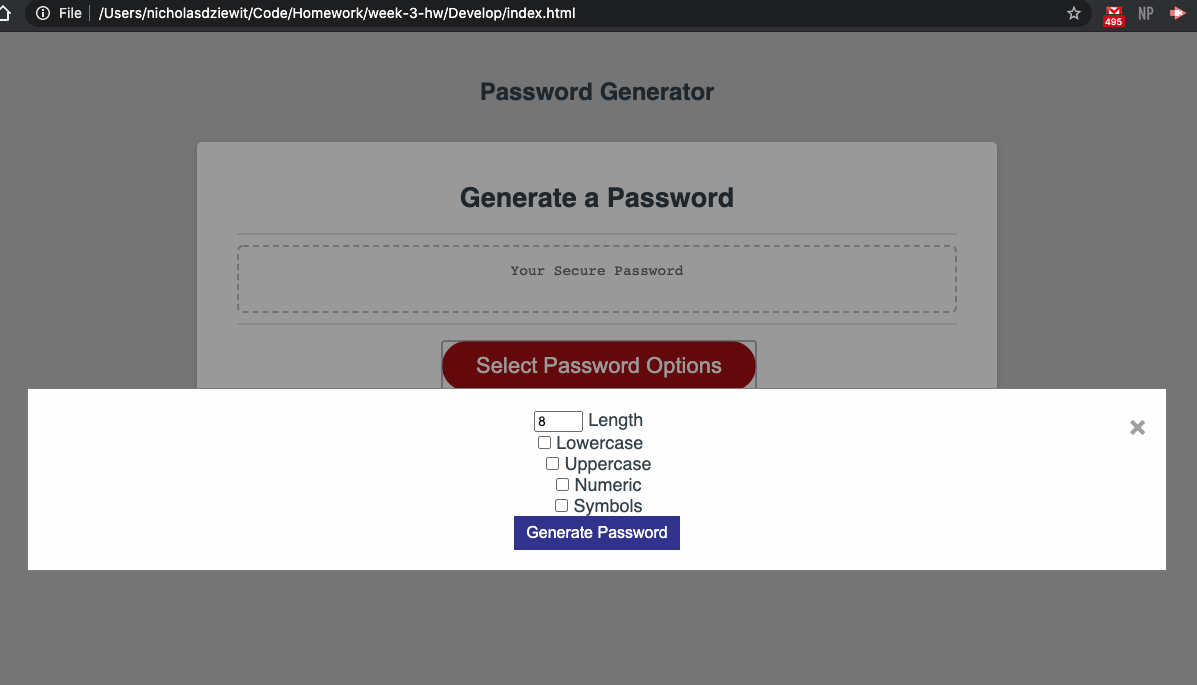 File /Users/nicholasdziewit/Code/Homework/week-3-hw/Develop/index.html
495
NP
Password Generator
Generate a Password
Your Secure Password
Select Password Options
8 Length
Lowercase
Uppercase
Numeric
Symbols
Generate Password